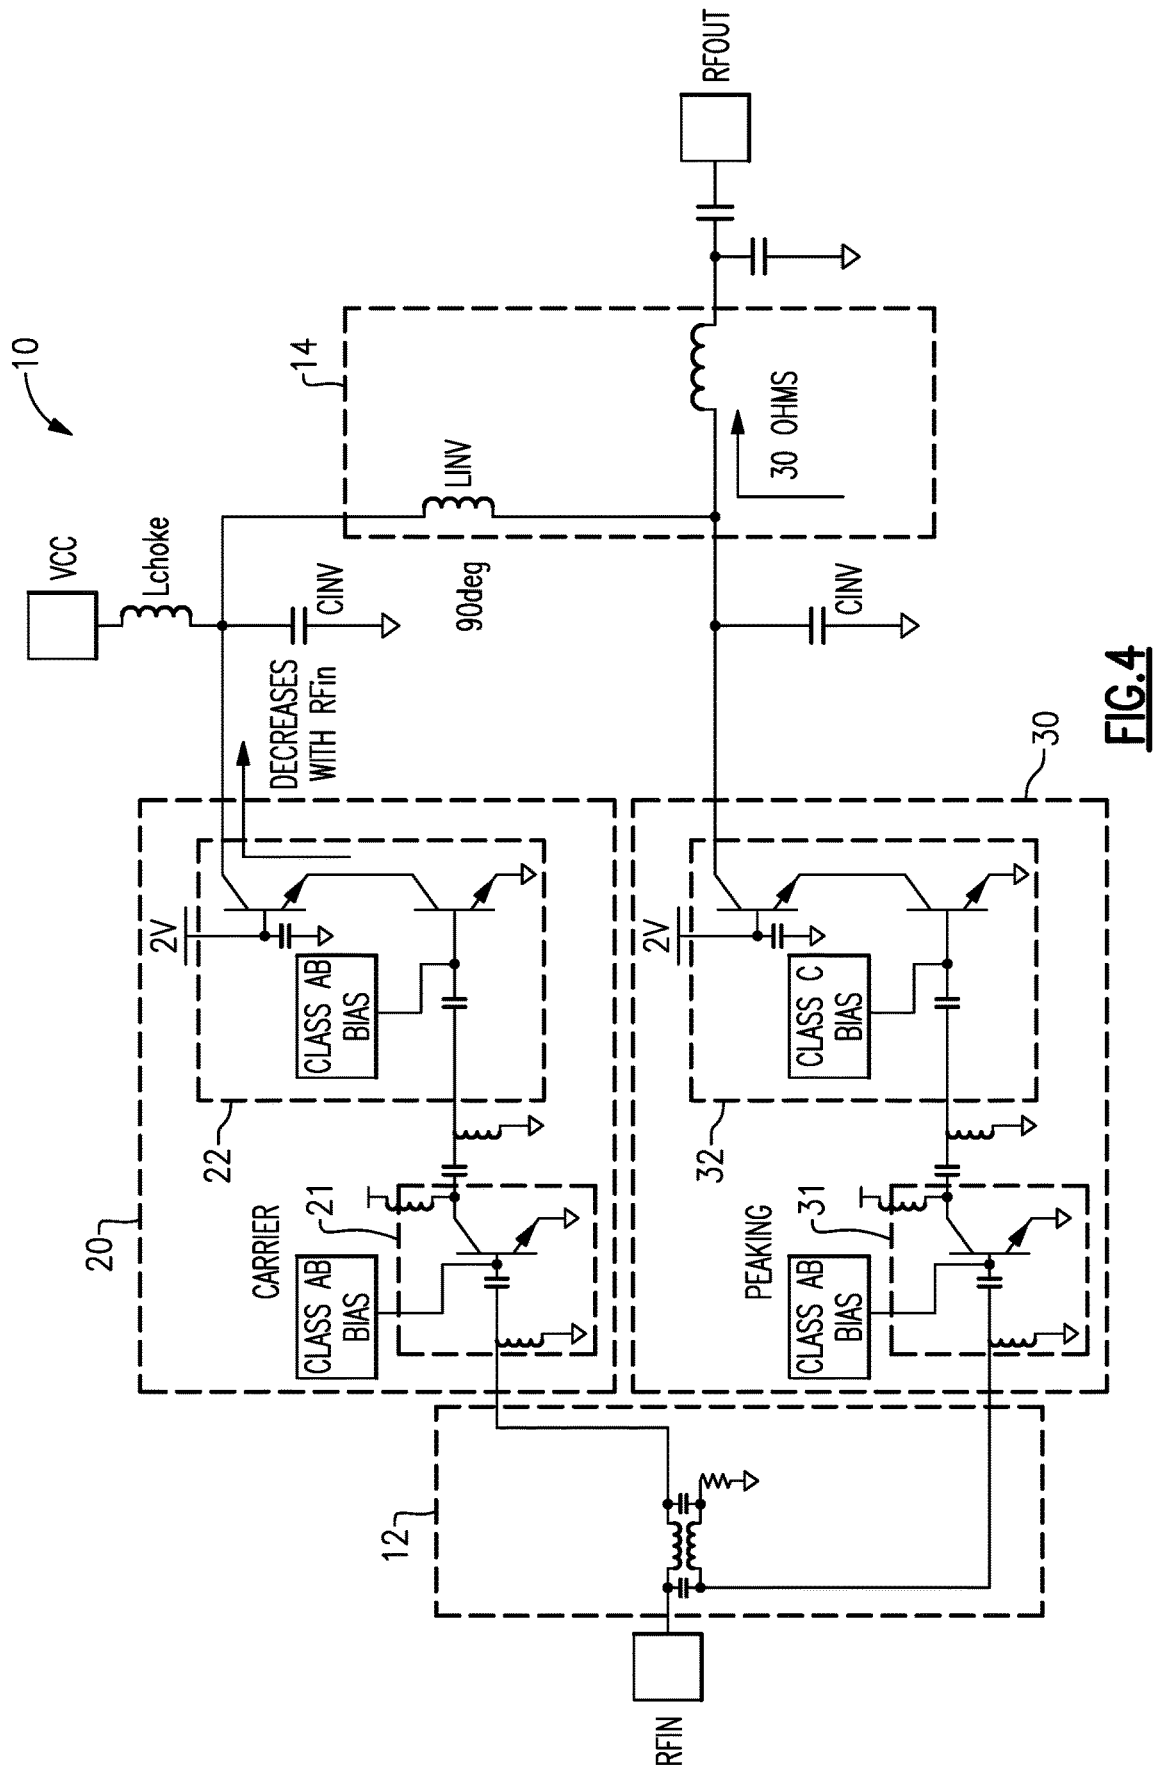 10
VCC
Lchoke
CINV
90deg
LINV
14
30 OHMS
RFOUT
CINV
DECREASES
WITH RFin
20
22
2V
CLASS AB
BIAS
CARRIER
21
CLASS AB
BIAS
30
32
2V
CLASS C
BIAS
PEAKING
31
CLASS AB
BIAS
12
RFIN
FIG.4